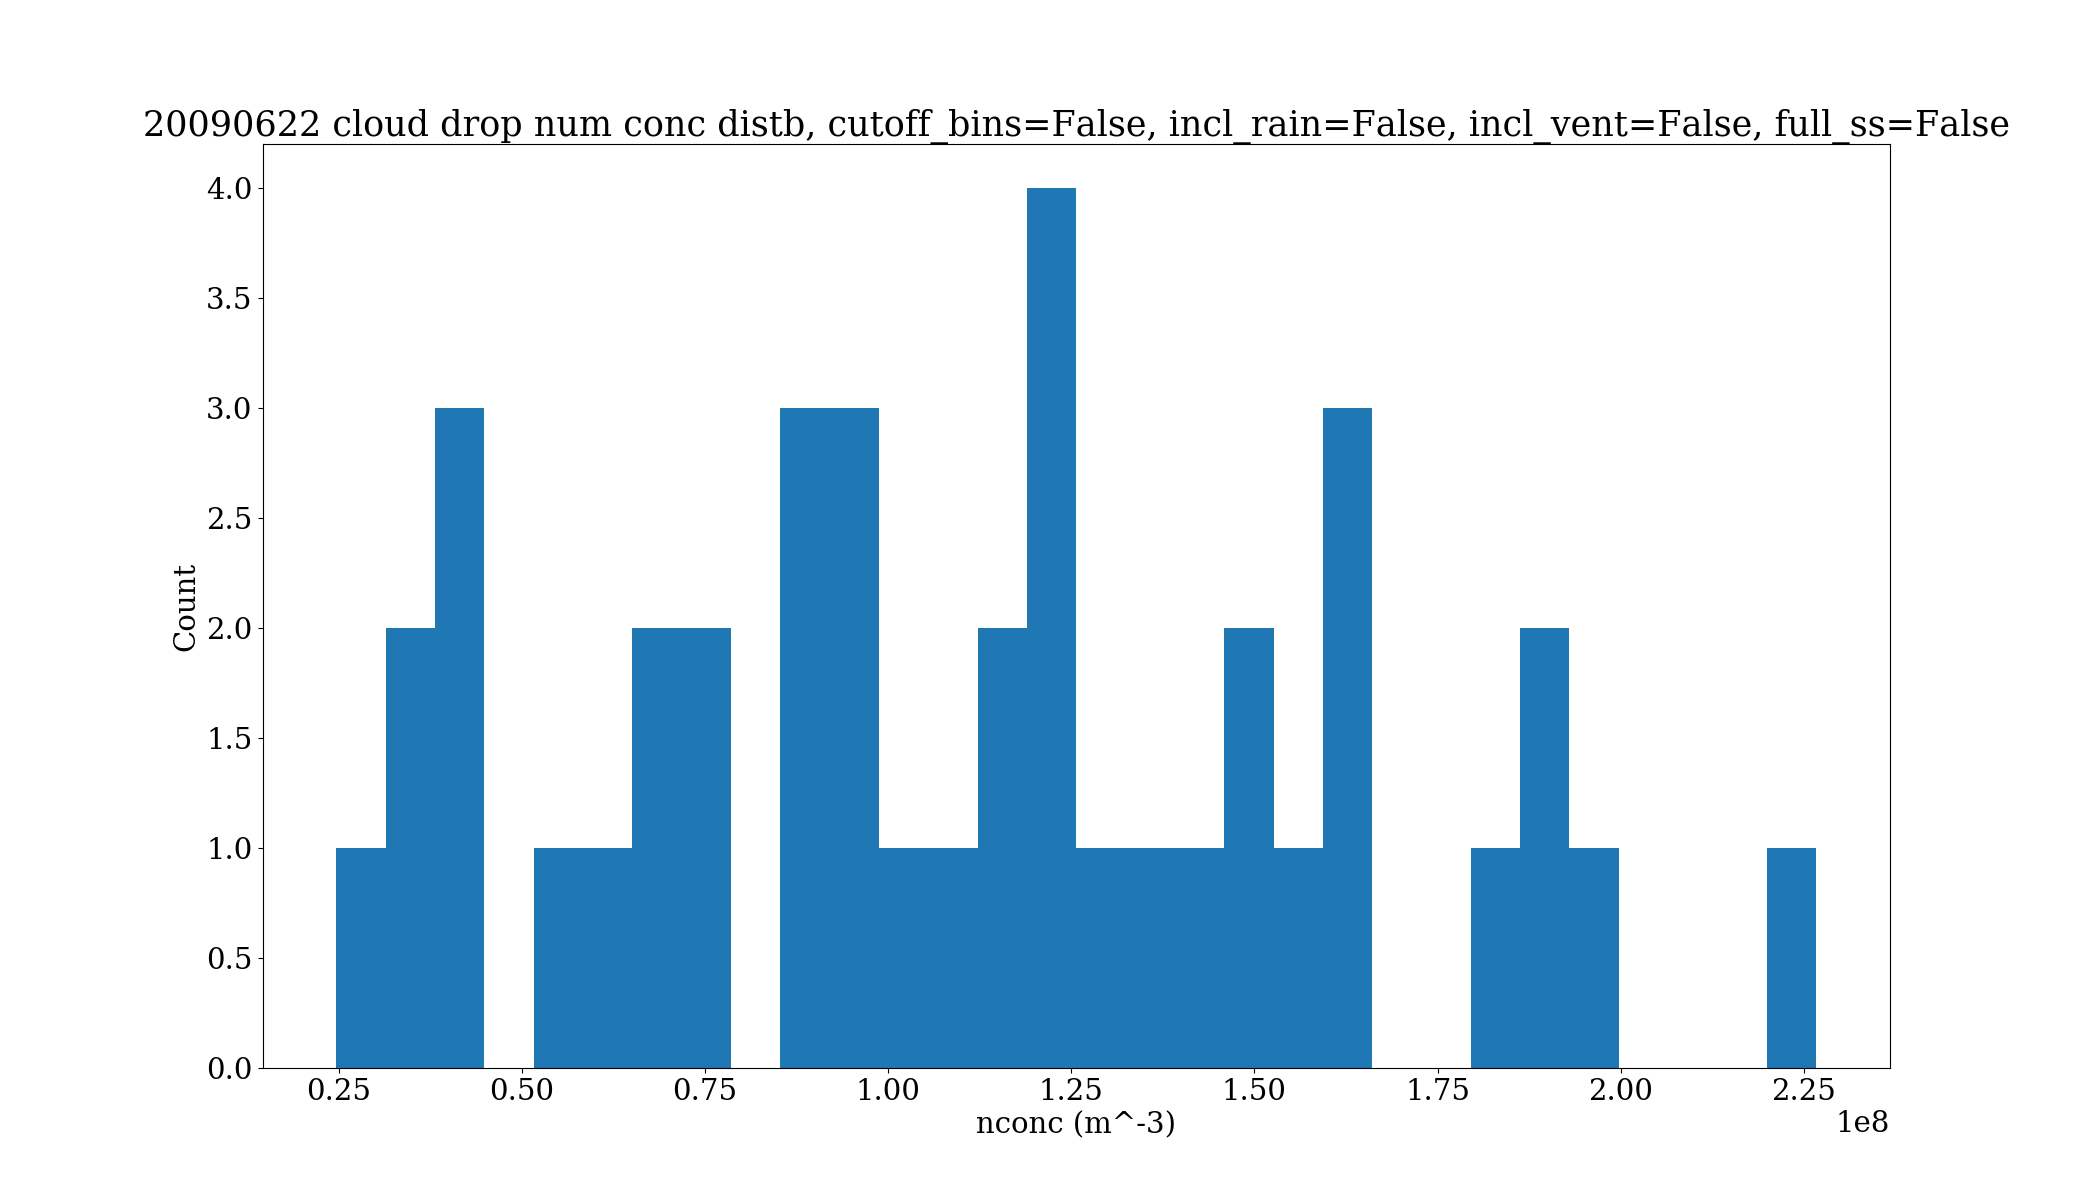 20090622 cloud drop num conc distb, cutoff_bins=False, incl_rain=False, incl_vent=False, full_ss=False
4.0
3.5
3.0
2.5
2.0
1.5
1.0
0.5
0.0
Count
0.25 0.50 0.75 1.00 1.25 1.50 1.75 2.00 2.25
nconc (m^-3)
1e8